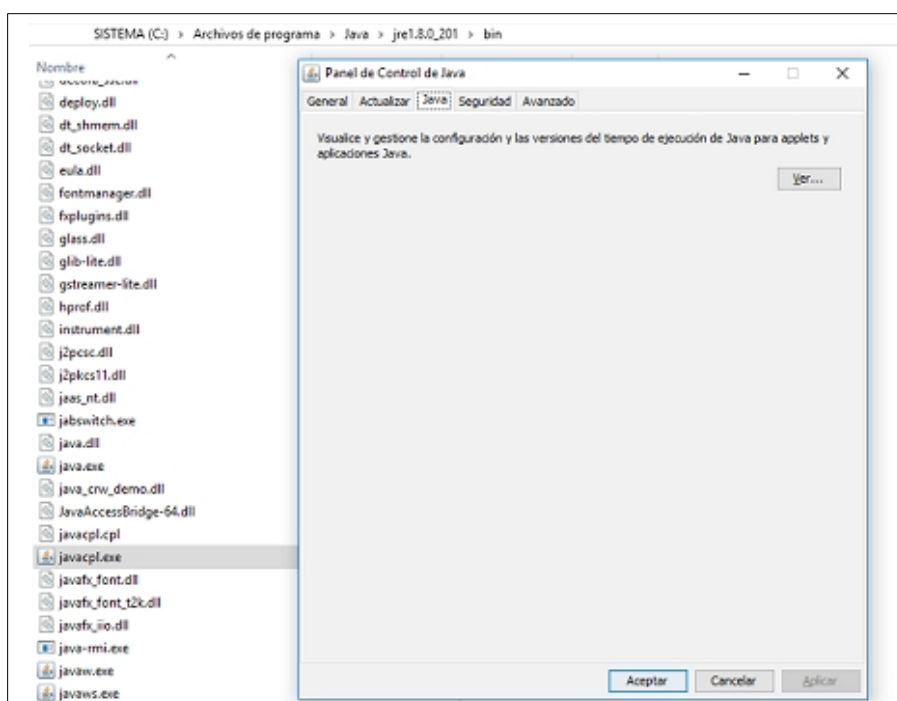 SISTEMA (C:) > Archivos de programa > Java > jre1.8.0_201 > bin
Nombre
deploy.dll
dt_shmem.dll
dt_socket.dll
eula.dll
fontmanager.dll
fxplugins.dll
glass.dll
glib-lite.dll
gstreamer-lite.dll
hprof.dll
instrument.dll
j2pcsc.dll
j2pkcs11.dll
jaas_nt.dll
jabswitch.exe
java.dll
java.exe
java_crw_demo.dll
JavaAccessBridge-64.dll
javacpl.cpl
javacpl.exe
javafx_font.dll
javafx_font_t2k.dll
javafx_iio.dll
java-rmi.exe
javaw.exe
javaws.exe
Panel de Control de Java
General Actualizar Java Seguridad Avanzado
Visualice y gestione la configuración y las versiones del tiempo de ejecución de Java para applets y
aplicaciones Java.
Ver...
Aceptar Cancelar Aplicar